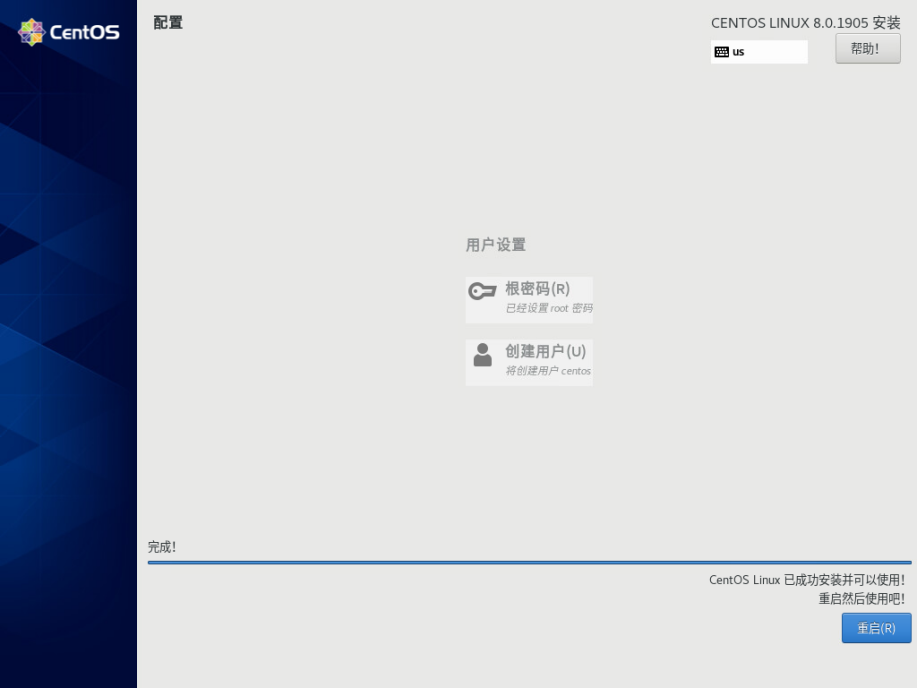 CentOS
配置
CENTOS LINUX 8.0.1905 安装
us
帮助！
用户设置
根密码(R)
已经设置 root 密码
创建用户(U)
将创建用户 centos
完成！
CentOS Linux 已成功安装并可以使用！
重启然后使用吧！
重启(R)